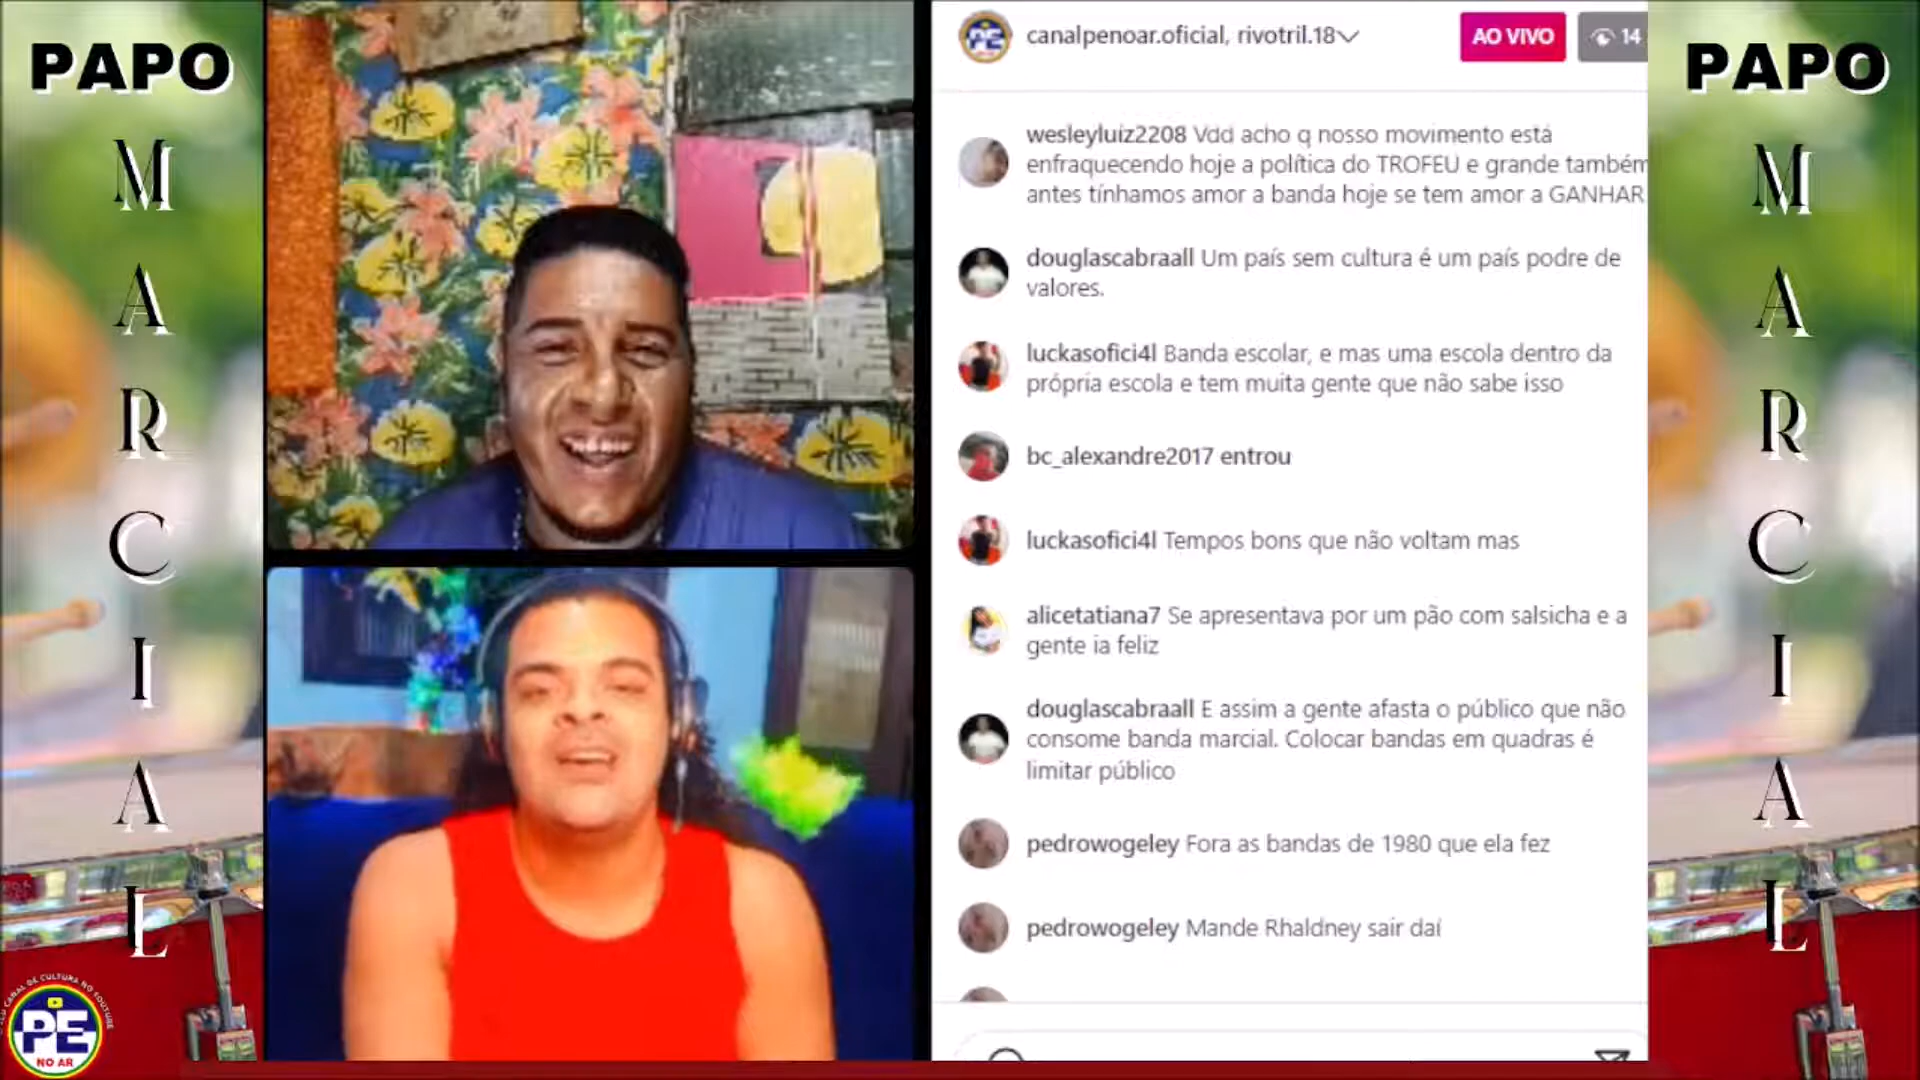 PAPO
M
A
R
C
I
A
L
canalpenoar.oficial, rivotril.18
AO VIVO
14
wesleyluiz2208 Vdd acho q nosso movimento está
enfraquecendo hoje a política do TROFEU e grande também
antes tínhamos amor a banda hoje se tem amor a GANHAR
douglascabraall Um país sem cultura é um país podre de
valores.
luckasofici4l Banda escolar, e mas uma escola dentro da
própria escola e tem muita gente que não sabe isso
bc_alexandre2017 entrou
luckasofici4l Tempos bons que não voltam mas
alicetatiana7 Se apresentava por um pão com salsicha e a
gente ia feliz
douglascabraall E assim a gente afasta o público que não
consome banda marcial. Colocar bandas em quadras é
limitar público
pedrowogeley Fora as bandas de 1980 que ela fez
pedrowogeley Mande Rhaldney sair daí
PAPO
M
A
R
C
I
A
L
CANAL DE CULTURA NO YOUTUBE
PE
NO AR